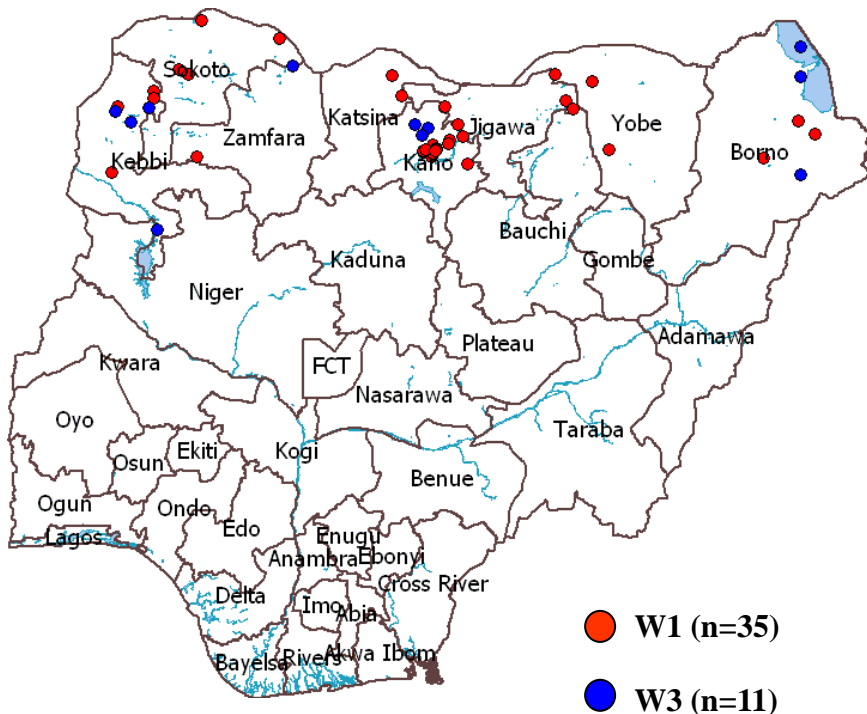 Sokoto
Katsina
Zamfara
Jigawa
Yobe
Kebbi
Kano
Borno
Bauchi
Gombe
Kaduna
Niger
Adamawa
Plateau
Kwara
FCT
Nasarawa
Oyo
Taraba
Osun
Ekiti
Kogi
Benue
Ogun
Ondo
Edo
Lagos
Enugu
Anambra
Ebonyi
Cross River
Delta
Imo
Abia
Bayelsa
Rivers
Akwa Ibom
W1 (n=35)
W3 (n=11)